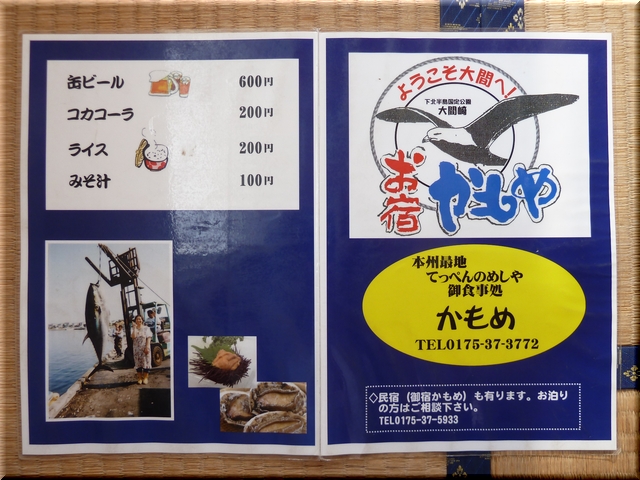 缶ビール 600円
コカコーラ 200円
ライス 200円
みそ汁 100円
ようこそ大間へ!
下北半島国定公園
大間崎
お宿
かもめ
本州最地
てっぺんのめしや
御食事処
かもめ
TEL0175-37-3772
◇民宿(御宿かもめ)も有ります。お泊り
の方はご相談下さい。
TEL0175-37-5933